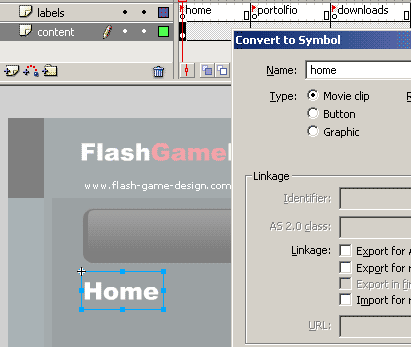 labels
home
portolfio
downloads
content
Convert to Symbol
Name:
home
Type:
Movie clip
Button
Graphic
FlashGame
www.flash-game-design.com
Home
Linkage
Identifier:
AS 2.0 class:
Linkage:
Export for
Export for
Export in
Import for
URL: